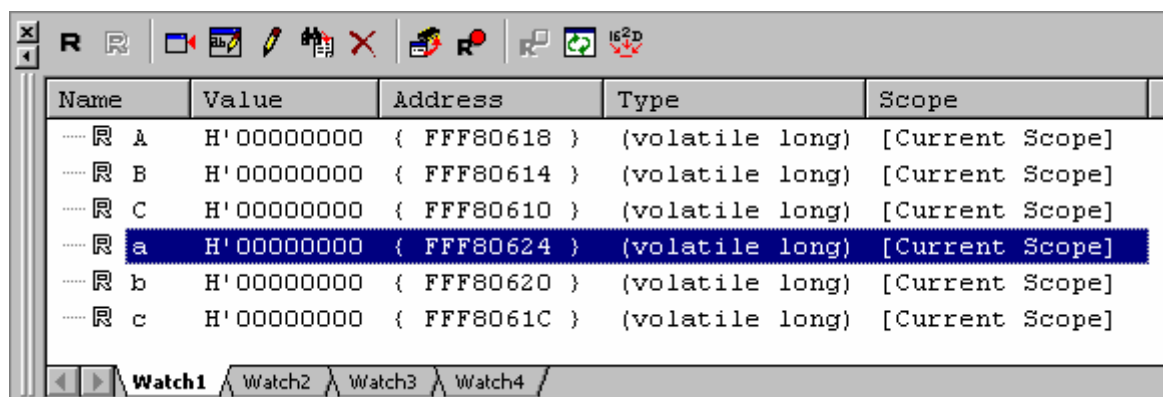 R R R 16 2 D
Name Value Address Type Scope
R A H'00000000 { FFF80618 } (volatile long) [Current Scope]
R B H'00000000 { FFF80614 } (volatile long) [Current Scope]
R C H'00000000 { FFF80610 } (volatile long) [Current Scope]
R a H'00000000 { FFF80624 } (volatile long) [Current Scope]
R b H'00000000 { FFF80620 } (volatile long) [Current Scope]
R c H'00000000 { FFF8061C } (volatile long) [Current Scope]
Watch1 Watch2 Watch3 Watch4